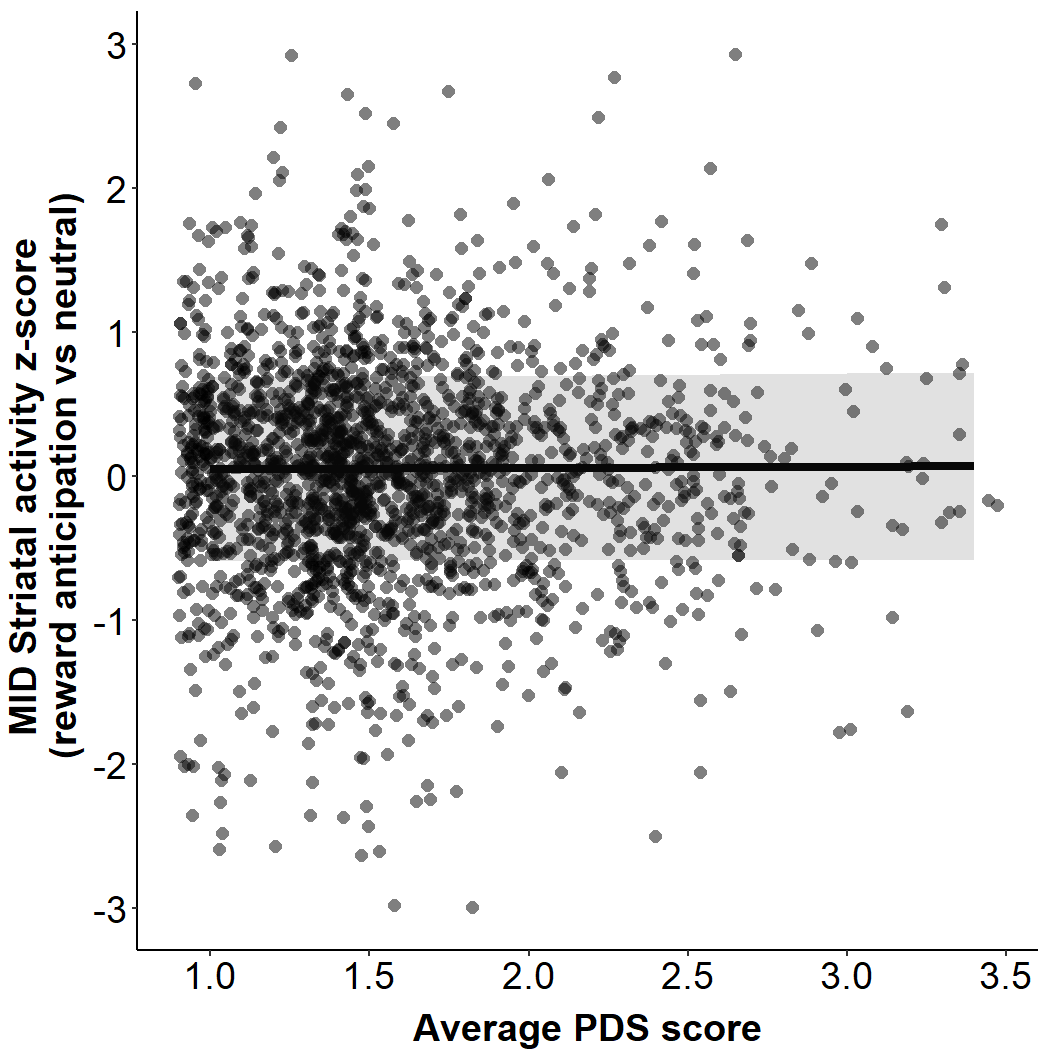 MID Striatal activity z-score
(reward anticipation vs neutral)
3
2
1
0
-1
-2
-3
1.0 1.5 2.0 2.5 3.0 3.5
Average PDS score